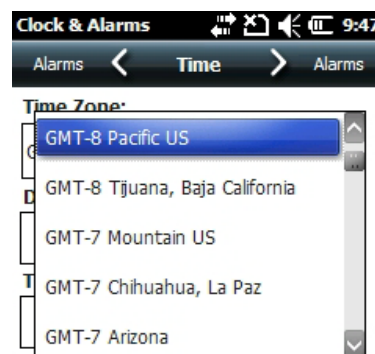 Clock & Alarms 9:47
Alarms Time Alarms
Time Zone:
GMT-8 Pacific US
GMT-8 Tijuana, Baja California
GMT-7 Mountain US
GMT-7 Chihuahua, La Paz
GMT-7 Arizona